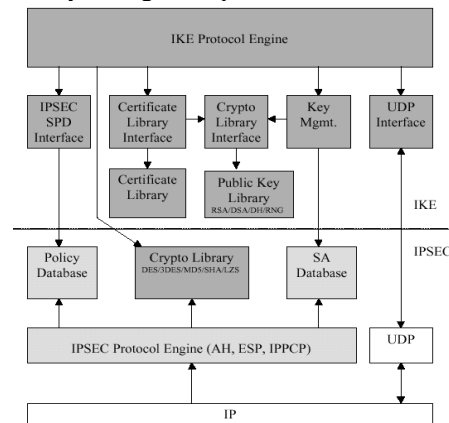 IKE Protocol Engine
IPSEC
SPD
Interface
Certificate
Library
Interface
Crypto
Library
Interface
Key
Mgmt.
UDP
Interface
Certificate
Library
Public Key
Library
RSA/DSA/DH/RNG
IKE
IPSEC
Policy
Database
Crypto Library
DES/3DES/MD5/SHA/LZS
SA
Database
IPSEC Protocol Engine (AH, ESP, IPPCP)
UDP
IP